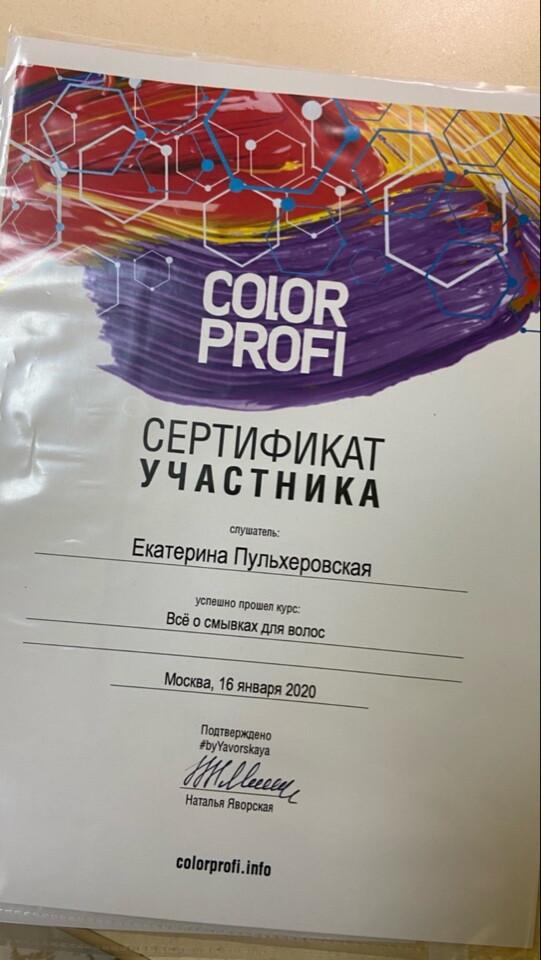 COLOR
PROFI
СЕРТИФИКАТ
УЧАСТНИКА
слушатель:
Екатерина Пульхеровская
успешно прошел курс:
Всё о смывках для волос
Москва, 16 января 2020
Подтверждено
#byYavorskaya
Наталья Яворская
colorprofi.info